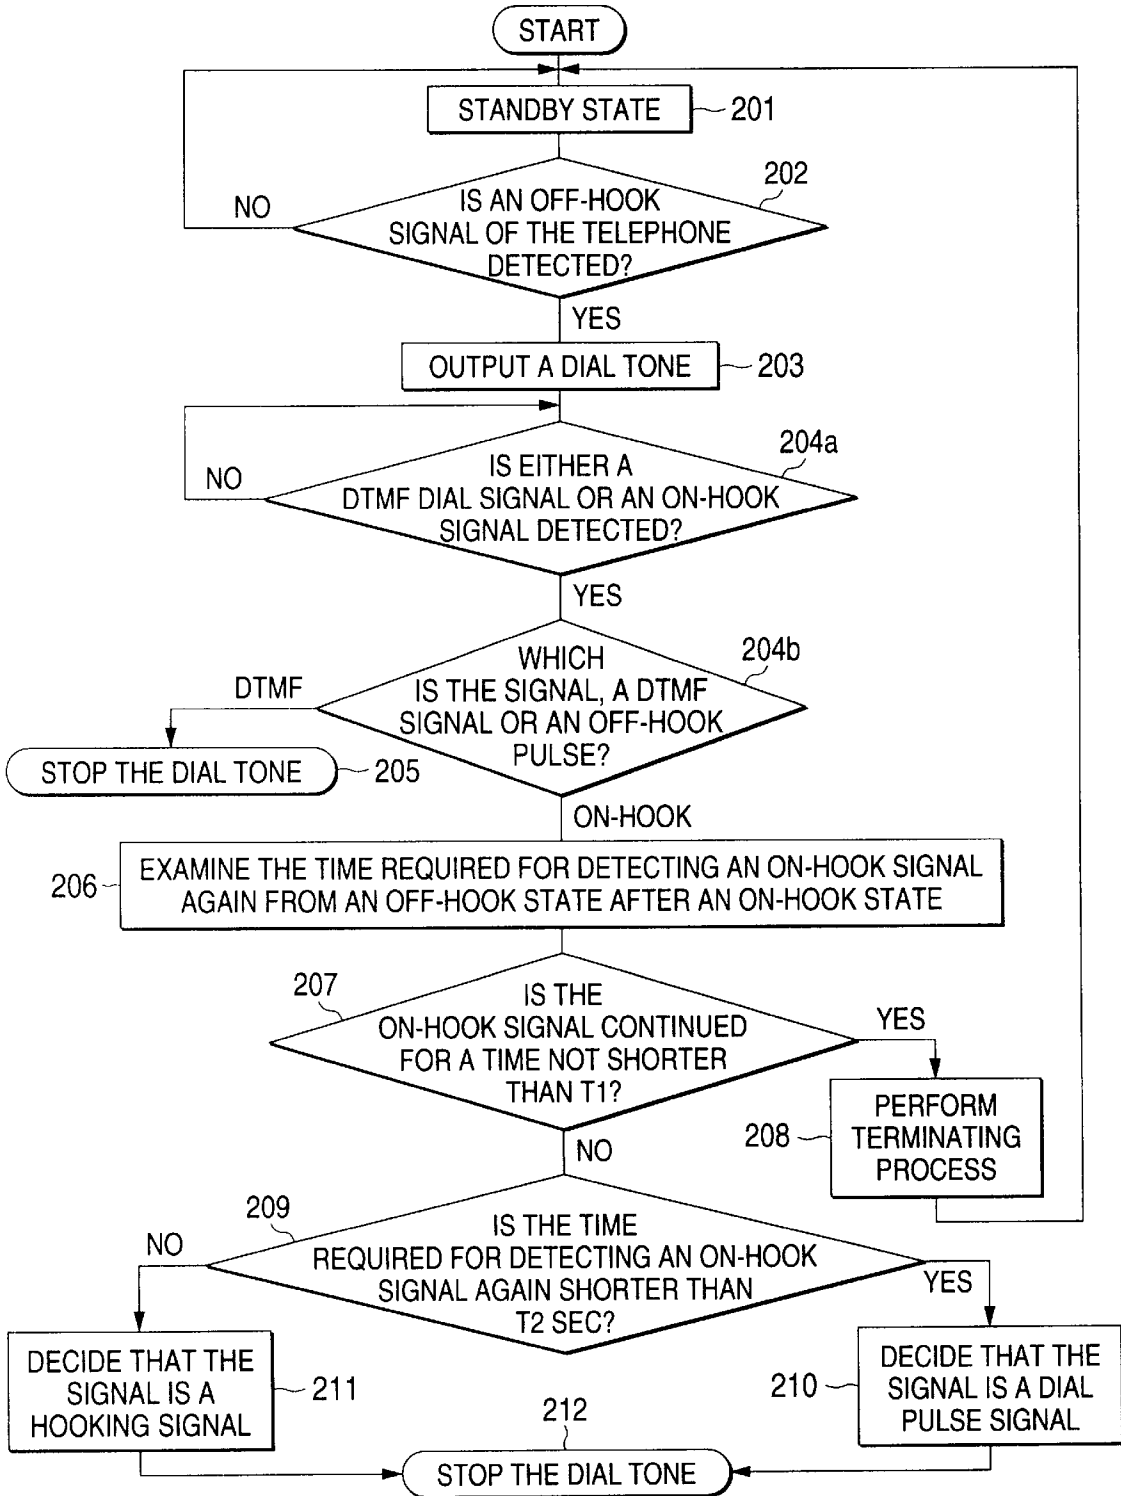 START
STANDBY STATE
201
202
NO
IS AN OFF-HOOK
SIGNAL OF THE TELEPHONE
DETECTED?
YES
OUTPUT A DIAL TONE
203
204a
NO
IS EITHER A
DTMF DIAL SIGNAL OR AN ON-HOOK
SIGNAL DETECTED?
YES
204b
DTMF
WHICH
IS THE SIGNAL, A DTMF
SIGNAL OR AN OFF-HOOK
PULSE?
STOP THE DIAL TONE
205
ON-HOOK
206
EXAMINE THE TIME REQUIRED FOR DETECTING AN ON-HOOK SIGNAL
AGAIN FROM AN OFF-HOOK STATE AFTER AN ON-HOOK STATE
207
IS THE
ON-HOOK SIGNAL CONTINUED
FOR A TIME NOT SHORTER
THAN T1?
YES
208
PERFORM
TERMINATING
PROCESS
NO
209
NO
IS THE TIME
REQUIRED FOR DETECTING AN ON-HOOK
SIGNAL AGAIN SHORTER THAN
T2 SEC?
YES
DECIDE THAT THE
SIGNAL IS A
HOOKING SIGNAL
211
210
DECIDE THAT THE
SIGNAL IS A DIAL
PULSE SIGNAL
212
STOP THE DIAL TONE